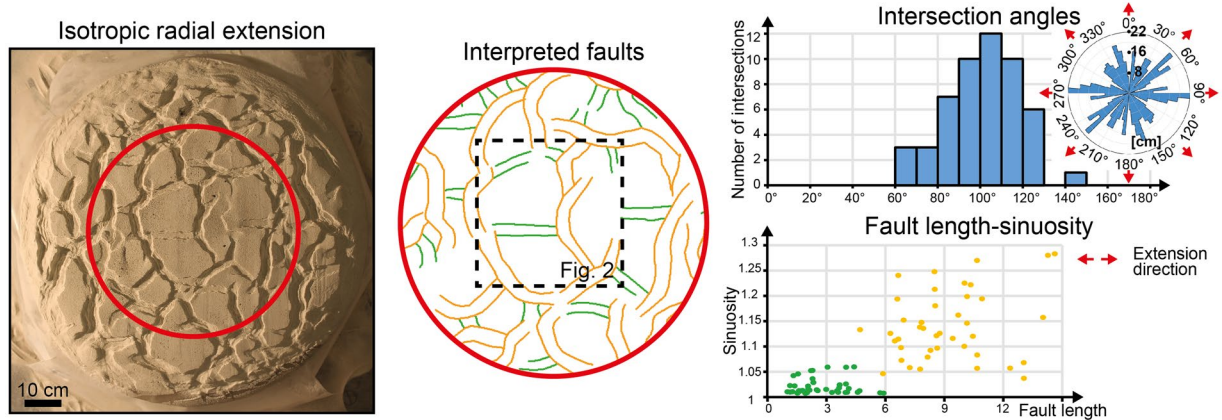 Isotropic radial extension
10 cm
Interpreted faults
Fig. 2
Intersection angles
Number of intersections
12
10
8
6
4
2
0
0° 20° 40° 60° 80° 100° 120° 140° 160° 180°
0°
30°
60°
90°
120°
150°
180°
210°
240°
270°
300°
330°
22
16
8
[cm]
Fault length-sinuosity
Sinuosity
1.3
1.25
1.2
1.15
1.1
1.05
1
0 3 6 9 12 Fault length
Extension
direction